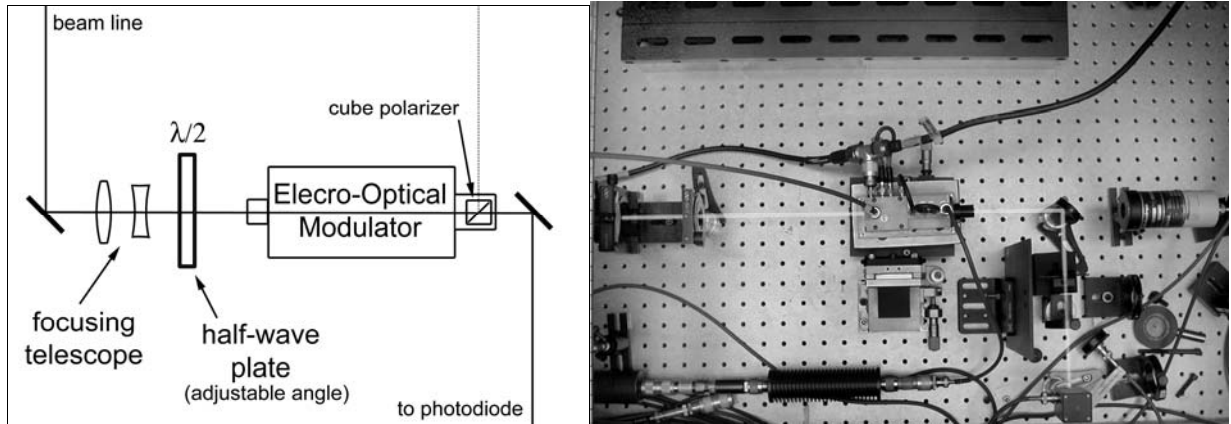 beam line
cube polarizer
λ/2
Elecro-Optical
Modulator
focusing
telescope
half-wave
plate
(adjustable angle)
to photodiode